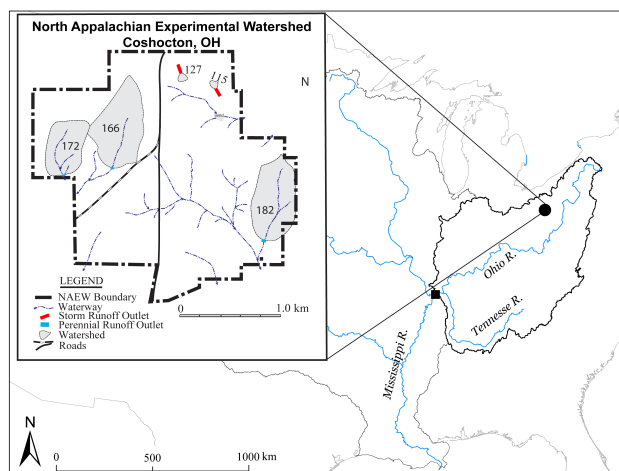 North Appalachian Experimental Watershed
Coshocton, OH
N
127
115
166
172
182
LEGEND
NAEW Boundary
Waterway
Storm Runoff Outlet
Perennial Runoff Outlet
Watershed
Roads
0
1.0 km
Ohio R.
Tennesse R.
Mississippi R.
N
0
500
1000 km